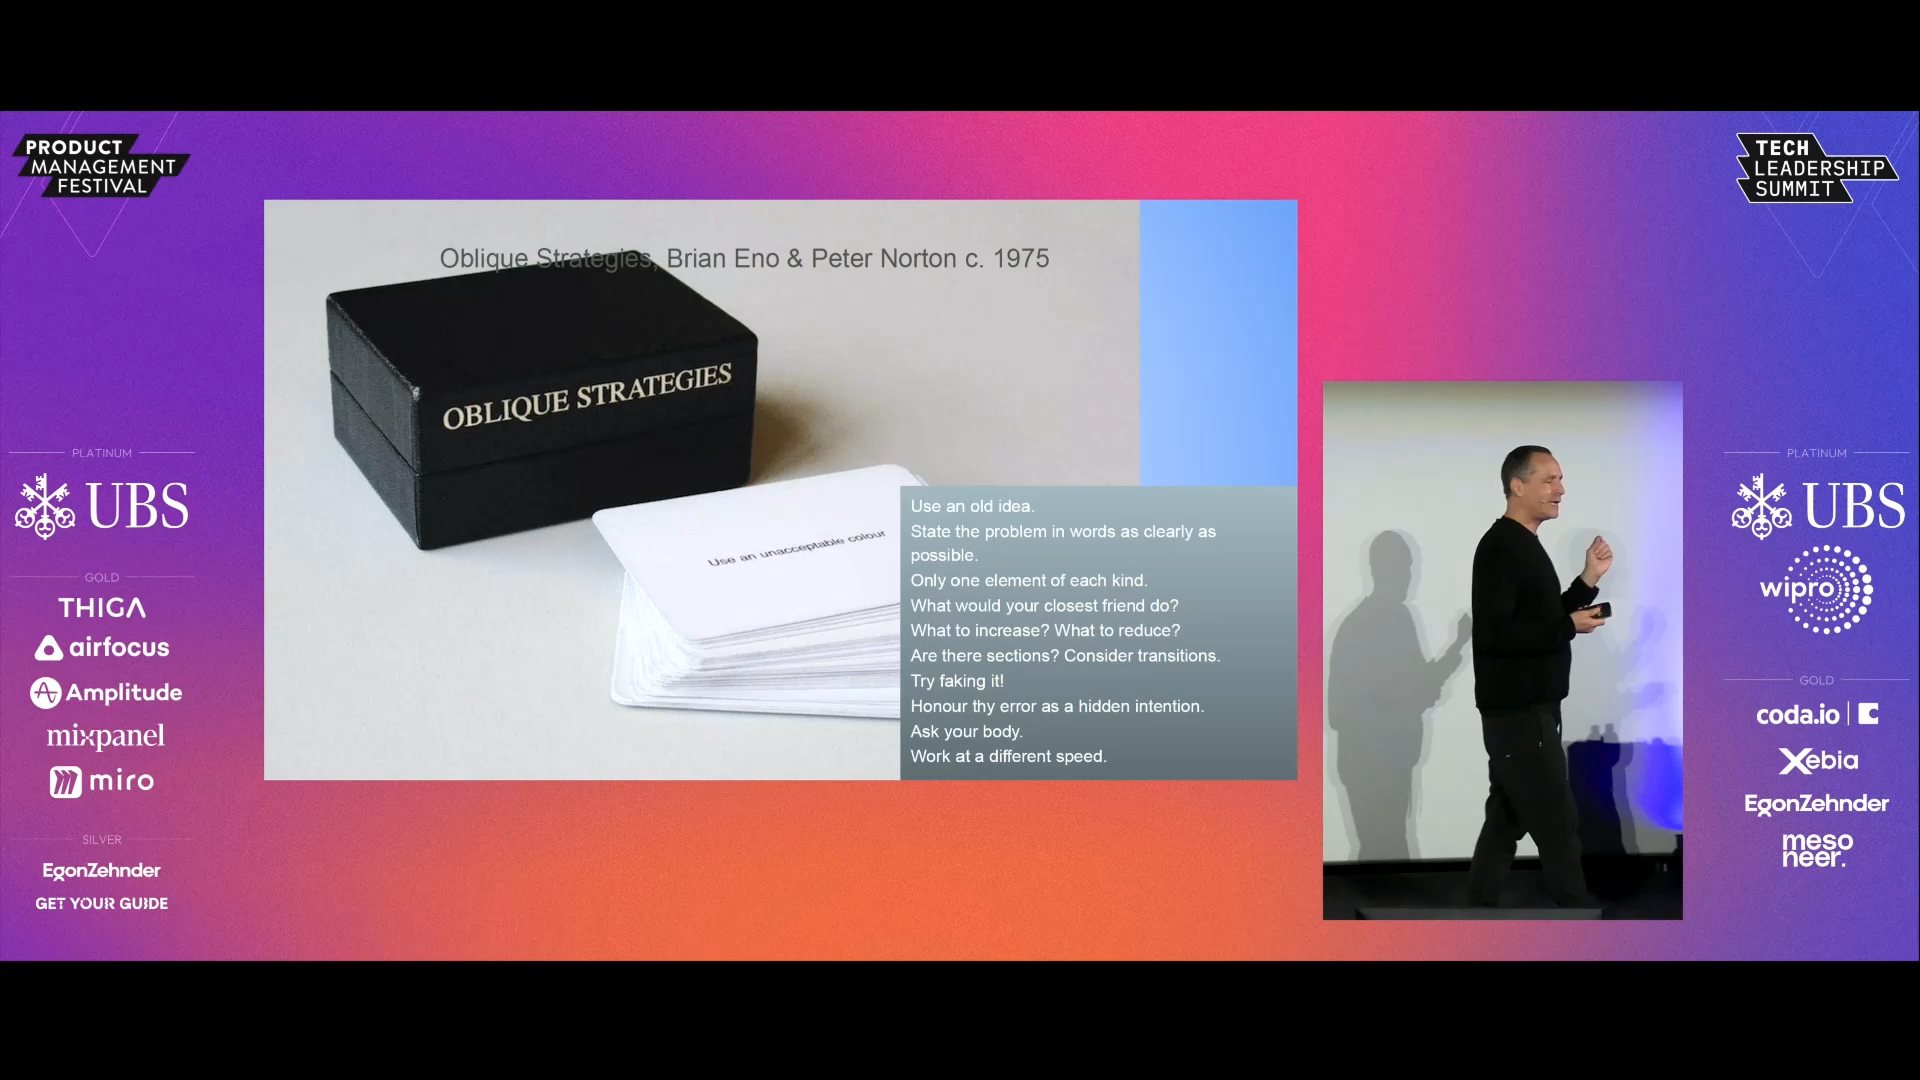 PRODUCT
MANAGEMENT
FESTIVAL
TECH
LEADERSHIP
SUMMIT
Oblique Strategies, Brian Eno & Peter Norton c. 1975
OBLIQUE STRATEGIES
Use an unacceptable colour
Use an old idea.
State the problem in words as clearly as
possible.
Only one element of each kind.
What would your closest friend do?
What to increase? What to reduce?
Are there sections? Consider transitions.
Try faking it!
Honour thy error as a hidden intention.
Ask your body.
Work at a different speed.
PLATINUM
UBS
GOLD
THIGA
airfocus
Amplitude
mixpanel
miro
SILVER
EgonZehnder
GET YOUR GUIDE
PLATINUM
UBS
wipro
GOLD
coda.io
Xebia
EgonZehnder
meso
neer.